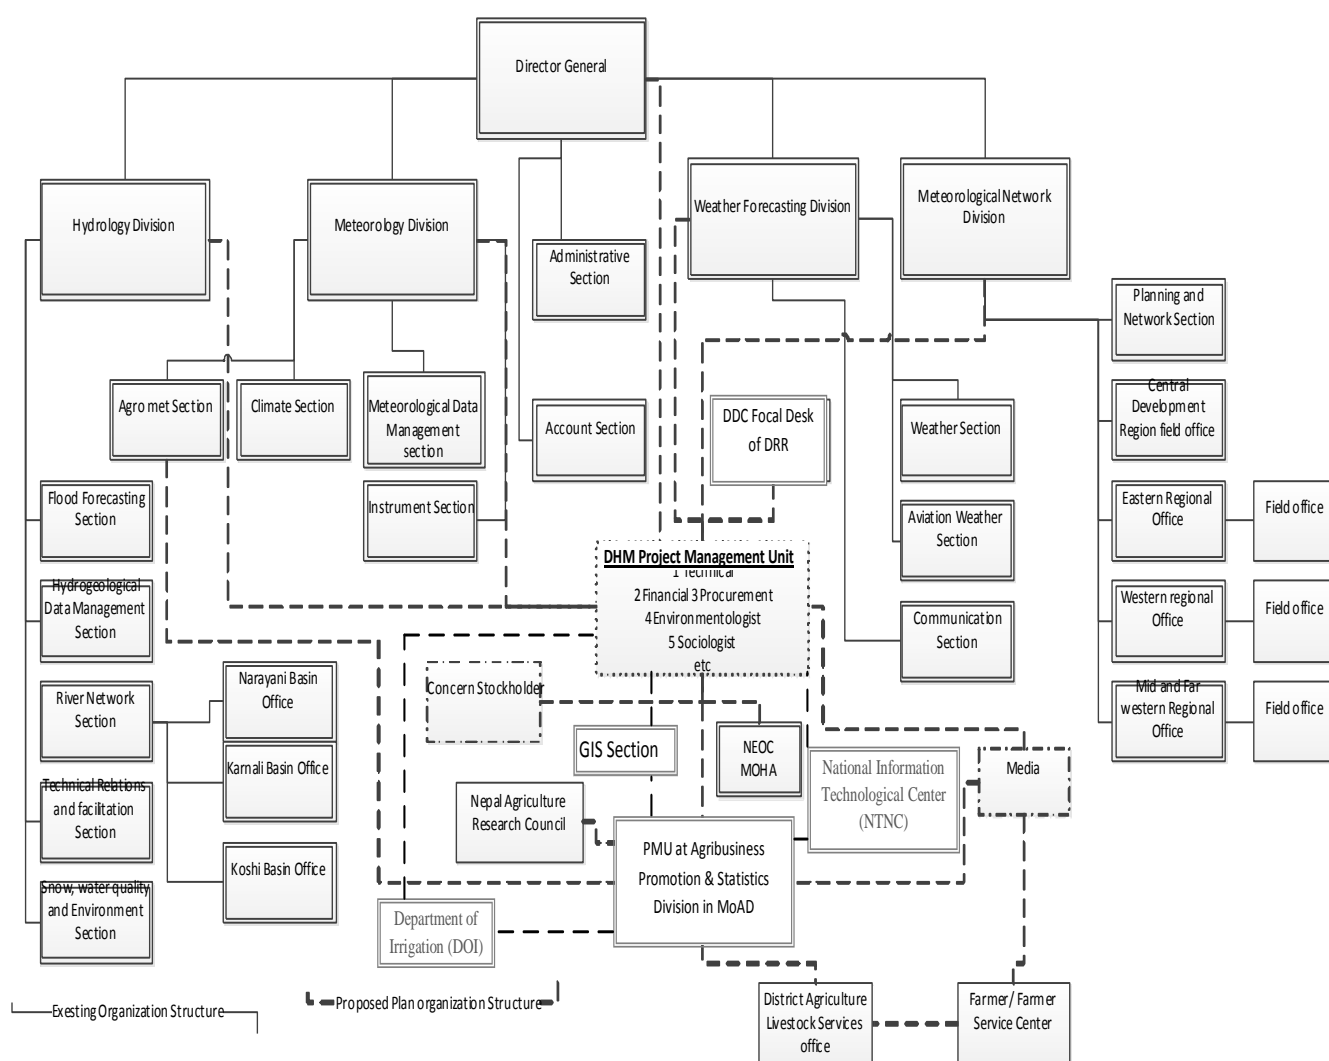 Director General
Hydrology Division
Meteorology Division
Weather Forecasting Division
Meteorological Network
Division
Administrative
Section
Planning and
Network Section
Agro met Section
Climate Section
Meteorological Data
Management
section
Account Section
DDC Focal Desk
of DRR
Weather Section
Central
Development
Region field office
Flood Forecasting
Section
Instrument Section
Aviation Weather
Section
Eastern Regional
Office
Field office
DHM Project Management Unit
1 Technical
2 Financial 3 Procurement
4 Environmentologist
5 Sociologist
etc
Hydrogeological
Data Management
Section
Communication
Section
Western regional
Office
Field office
River Network
Section
Narayani Basin
Office
Concern Stockholder
Mid and Far
western Regional
Office
Field office
GIS Section
NEOC
MOHA
National Information
Technological Center
(NTNC)
Media
Karnali Basin Office
Technical Relations
and facilitation
Section
Nepal Agriculture
Research Council
PMU at Agribusiness
Promotion & Statistics
Division in MoAD
Koshi Basin Office
Snow, water quality
and Environment
Section
Department of
Irrigation (DOI)
Exesting Organization Structure
Proposed Plan organization Structure
District Agriculture
Livestock Services
office
Farmer / Farmer
Service Center